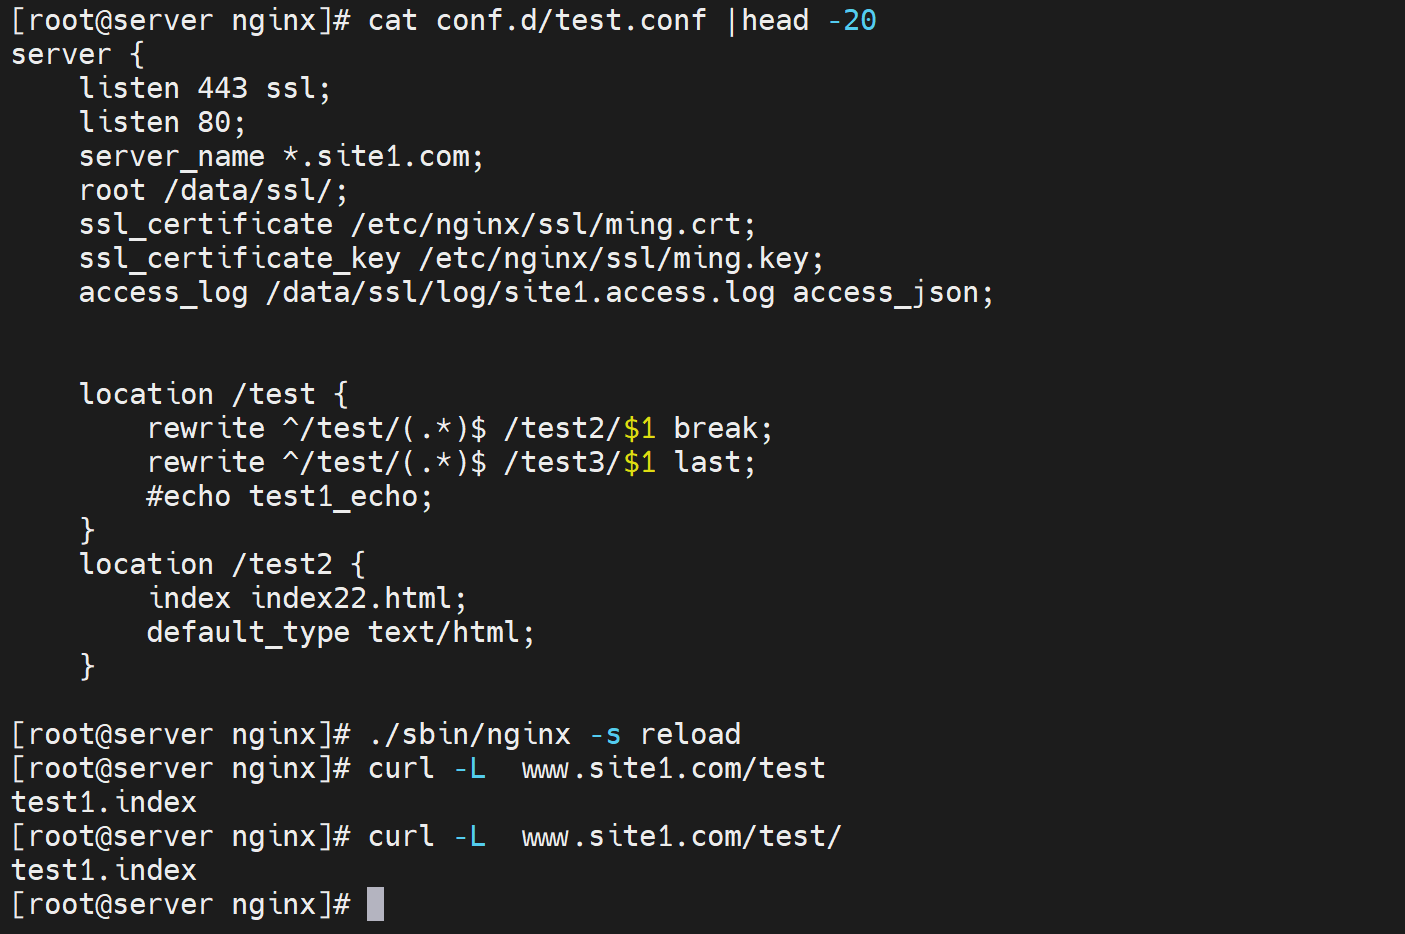 [root@server nginx]# cat conf.d/test.conf |head -20
server {
    listen 443 ssl;
    listen 80;
    server_name *.site1.com;
    root /data/ssl/;
    ssl_certificate /etc/nginx/ssl/ming.crt;
    ssl_certificate_key /etc/nginx/ssl/ming.key;
    access_log /data/ssl/log/site1.access.log access_json;
    location /test {
        rewrite ^/test/(.*)$ /test2/$1 break;
        rewrite ^/test/(.*)$ /test3/$1 last;
        #echo test1_echo;
    }
    location /test2 {
        index index22.html;
        default_type text/html;
    }
[root@server nginx]# ./sbin/nginx -s reload
[root@server nginx]# curl -L  www.site1.com/test
test1.index
[root@server nginx]# curl -L  www.site1.com/test/
test1.index
[root@server nginx]#